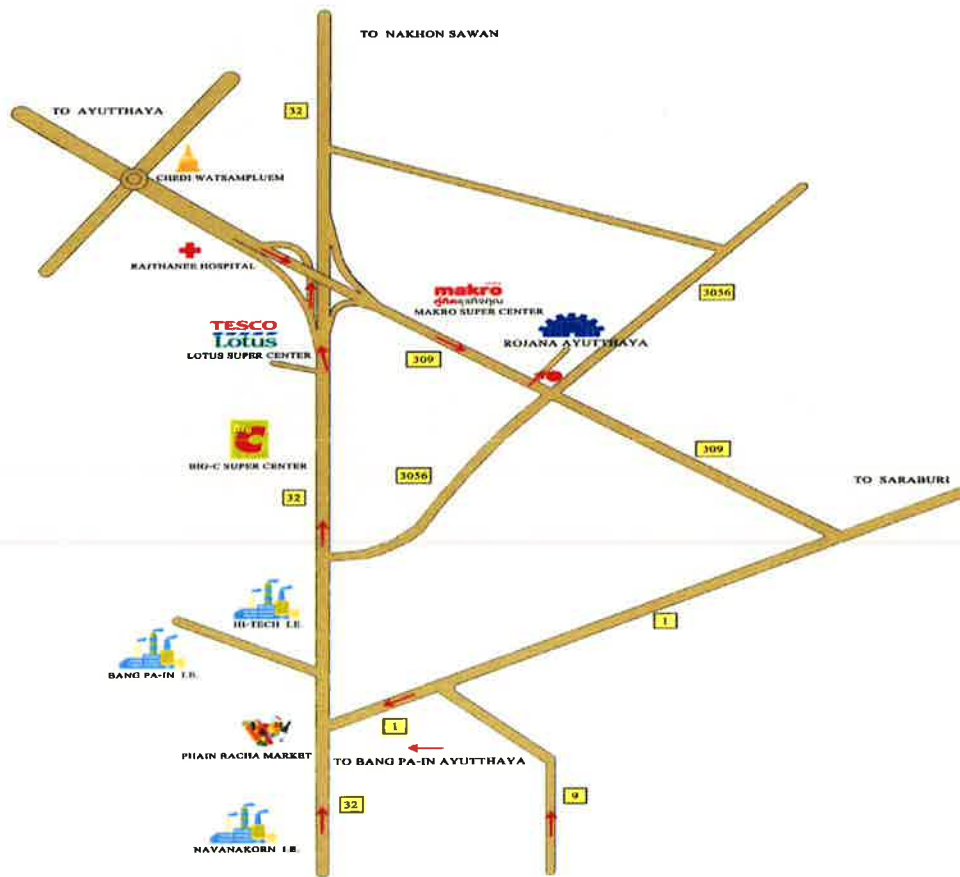 TO NAKHON SAWAN
32
TO AYUTTHAYA
CHEDI WATSAMPLUEM
RAJTHANEE HOSPITAL
3056
makro
MAKRO SUPER CENTER
ROJANA AYUTTHAYA
TESCO
Lotus
LOTUS SUPER CENTER
309
BIG
C
BIG-C SUPER CENTER
309
3056
TO SARABURI
32
HI-TECH I.E.
1
BANG PA-IN I.E.
PHAIN RACHA MARKET
1
TO BANG PA-IN AYUTTHAYA
32
9
NAVANAKORN I.E.